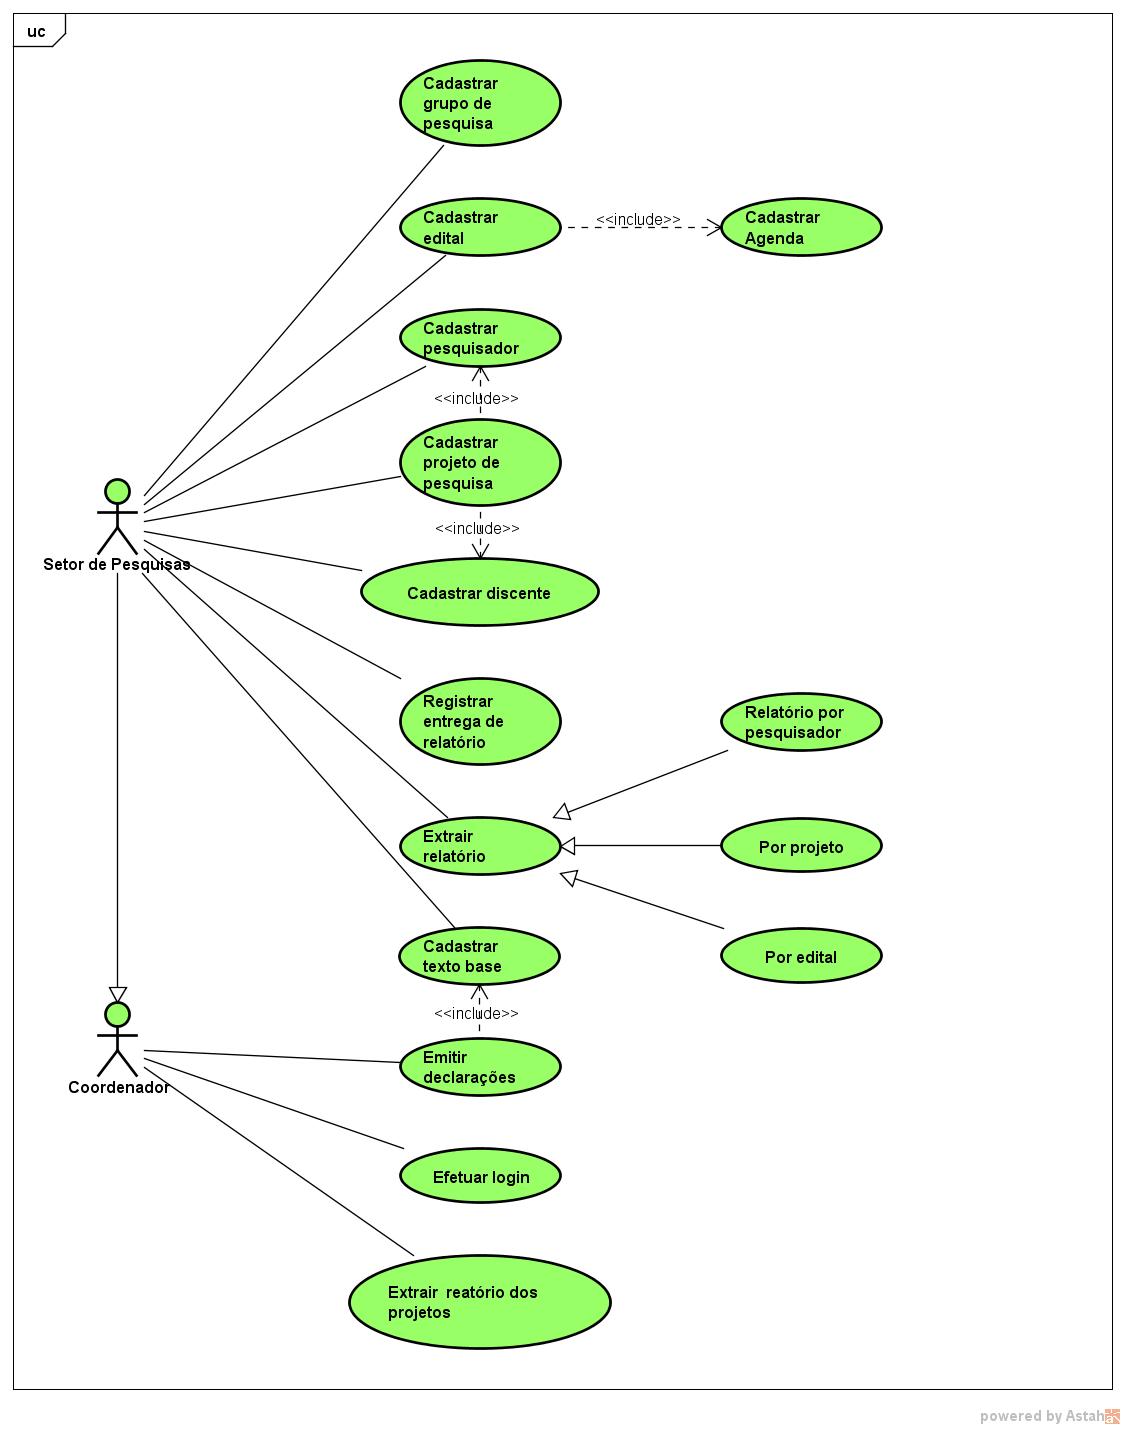 uc
Cadastrar
grupo de
pesquisa
Cadastrar
edital
<<include>>
Cadastrar
Agenda
Cadastrar
pesquisador
<<include>>
Cadastrar
projeto de
pesquisa
<<include>>
Setor de Pesquisas
Cadastrar discente
Registrar
entrega de
relatório
Relatório por
pesquisador
Extrair
relatório
Por projeto
Cadastrar
texto base
Por edital
<<include>>
Emitir
declarações
Coordenador
Efetuar login
Extrair  reatório dos
projetos
powered by Astah